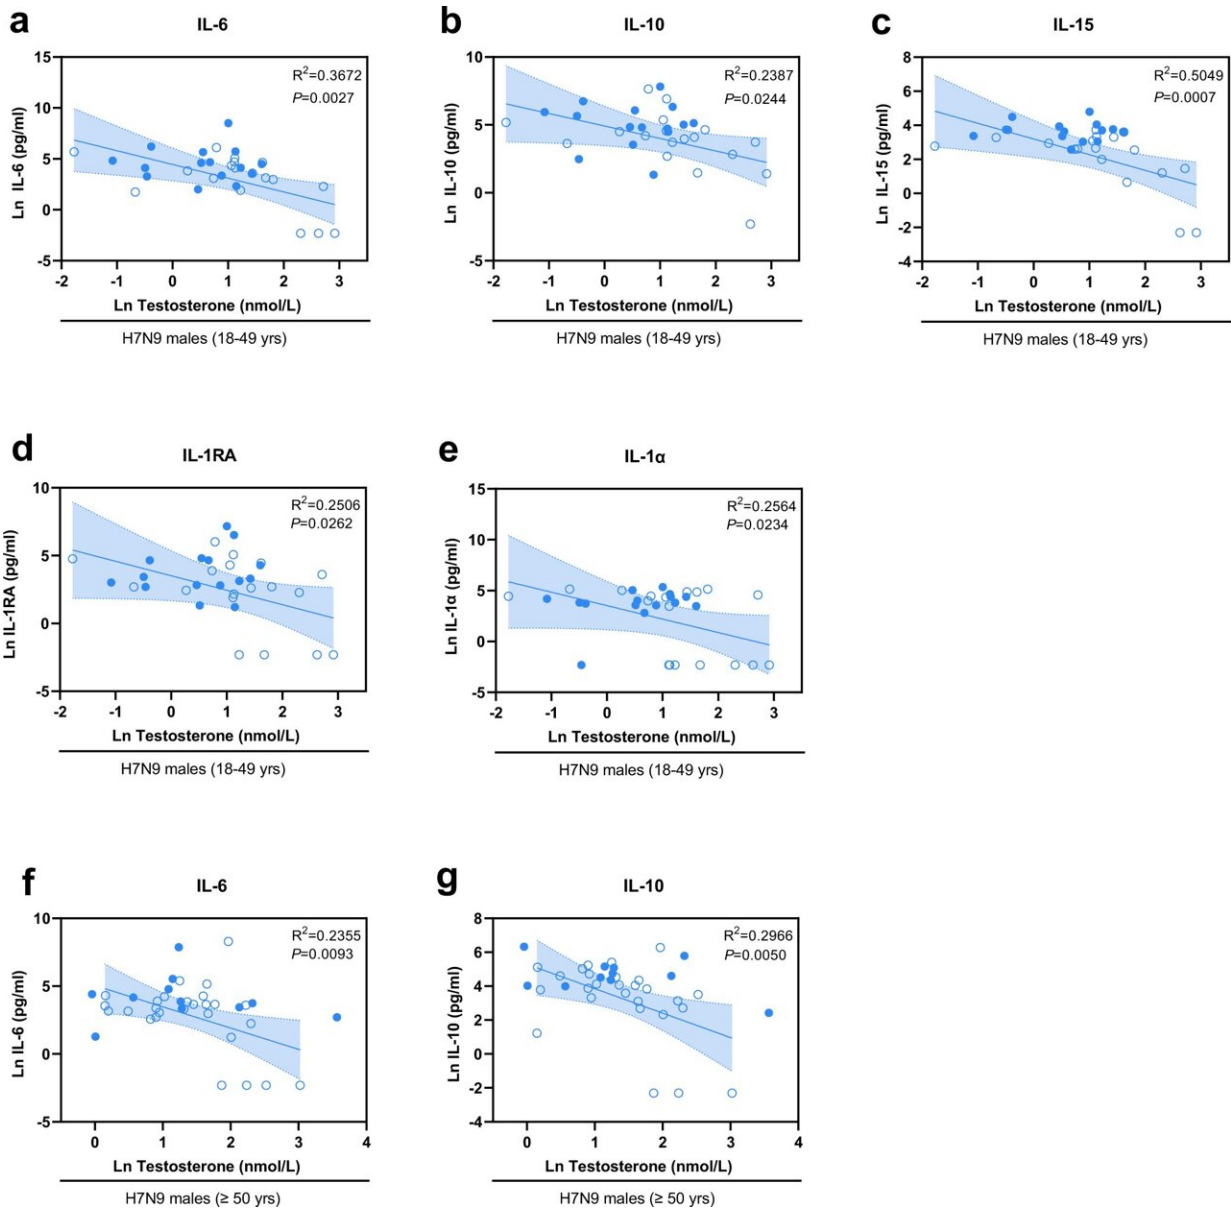 a
IL-6
15
10
5
0
-5
-2
-1
0
1
2
3
Ln IL-6 (pg/ml)
R²=0.3672
P=0.0027
Ln Testosterone (nmol/L)
H7N9 males (18-49 yrs)
b
IL-10
10
5
0
-5
-2
-1
0
1
2
3
Ln IL-10 (pg/ml)
R²=0.2387
P=0.0244
Ln Testosterone (nmol/L)
H7N9 males (18-49 yrs)
c
IL-15
8
6
4
2
0
-2
-4
-2
-1
0
1
2
3
Ln IL-15 (pg/ml)
R²=0.5049
P=0.0007
Ln Testosterone (nmol/L)
H7N9 males (18-49 yrs)
d
IL-1RA
10
5
0
-5
-2
-1
0
1
2
3
Ln IL-1RA (pg/ml)
R²=0.2506
P=0.0262
Ln Testosterone (nmol/L)
H7N9 males (18-49 yrs)
e
IL-1α
15
10
5
0
-5
-2
-1
0
1
2
3
Ln IL-1α (pg/ml)
R²=0.2564
P=0.0234
Ln Testosterone (nmol/L)
H7N9 males (18-49 yrs)
f
IL-6
10
5
0
-5
0
1
2
3
4
Ln IL-6 (pg/ml)
R²=0.2355
P=0.0093
Ln Testosterone (nmol/L)
H7N9 males (≥ 50 yrs)
g
IL-10
8
6
4
2
0
-2
-4
0
1
2
3
4
Ln IL-10 (pg/ml)
R²=0.2966
P=0.0050
Ln Testosterone (nmol/L)
H7N9 males (≥ 50 yrs)